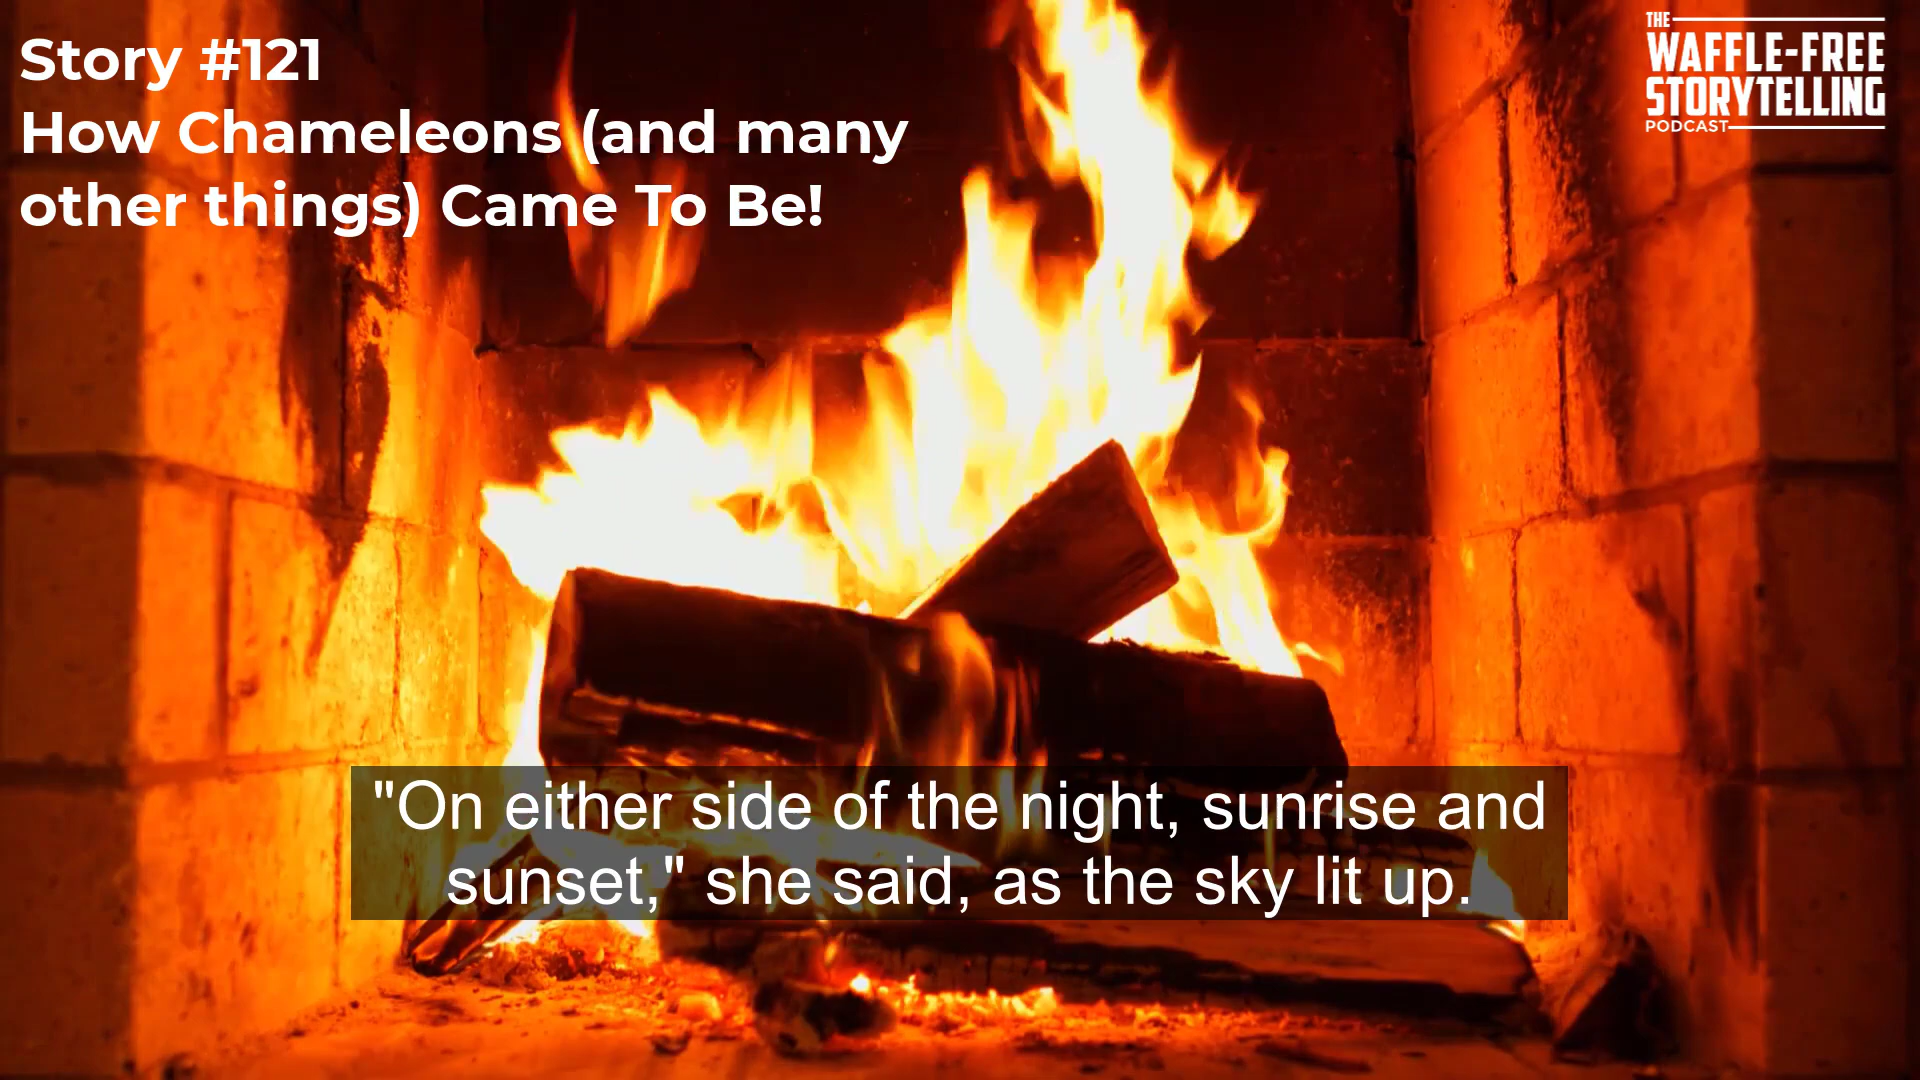 Story #121
How Chameleons (and many
other things) Came To Be!
THE
WAFFLE-FREE
STORYTELLING
PODCAST
"On either side of the night, sunrise and
sunset," she said, as the sky lit up.